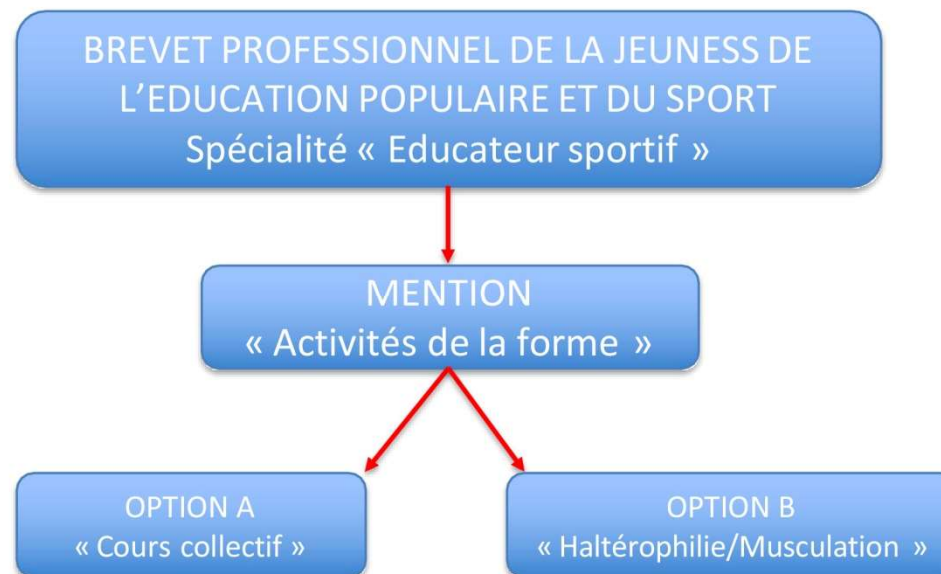 BREVET PROFESSIONNEL DE LA JEUNESS DE
L’EDUCATION POPULAIRE ET DU SPORT
Spécialité « Educateur sportif »
MENTION
« Activités de la forme »
OPTION A
« Cours collectif »
OPTION B
« Haltérophilie/Musculation »